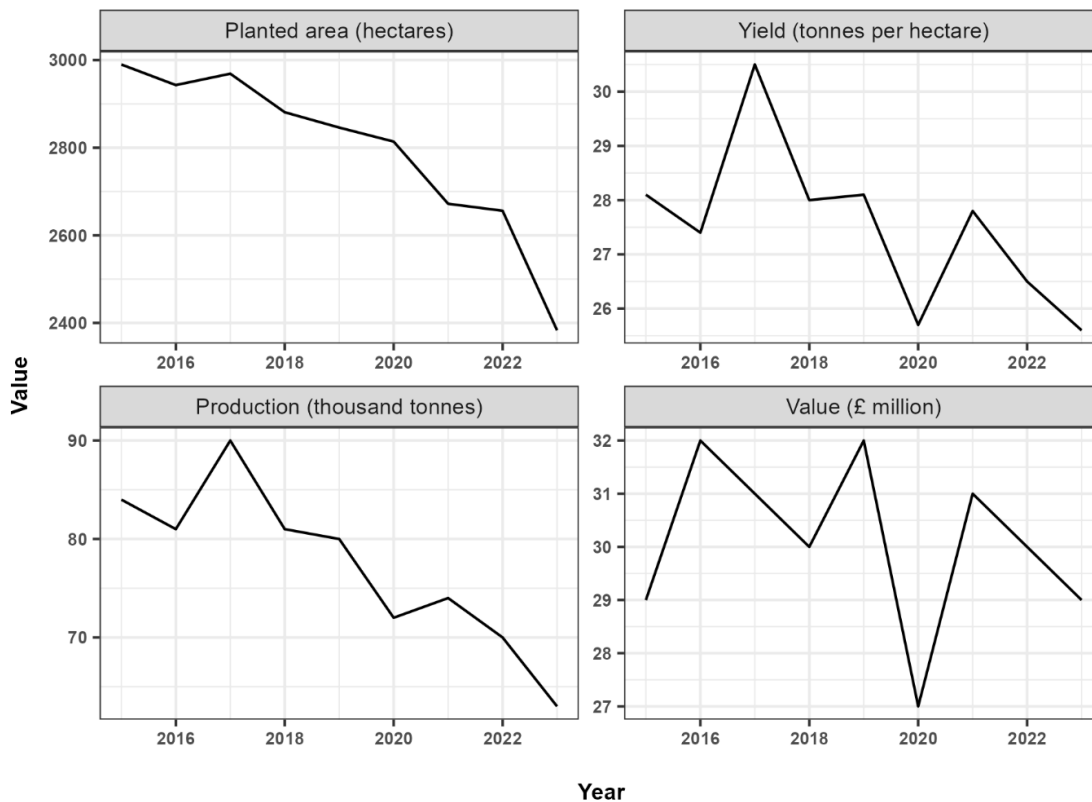 Planted area (hectares)
3000
2800
2600
2400
2016 2018 2020 2022
Yield (tonnes per hectare)
30
29
28
27
26
2016 2018 2020 2022
Production (thousand tonnes)
90
80
70
2016 2018 2020 2022
Value (£ million)
32
31
30
29
28
27
2016 2018 2020 2022
Value
Year